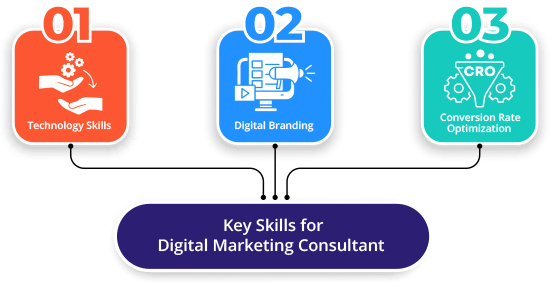 01
Technology Skills
02
Digital Branding
03
CRO
Conversion Rate
Optimization
Key Skills for
Digital Marketing Consultant